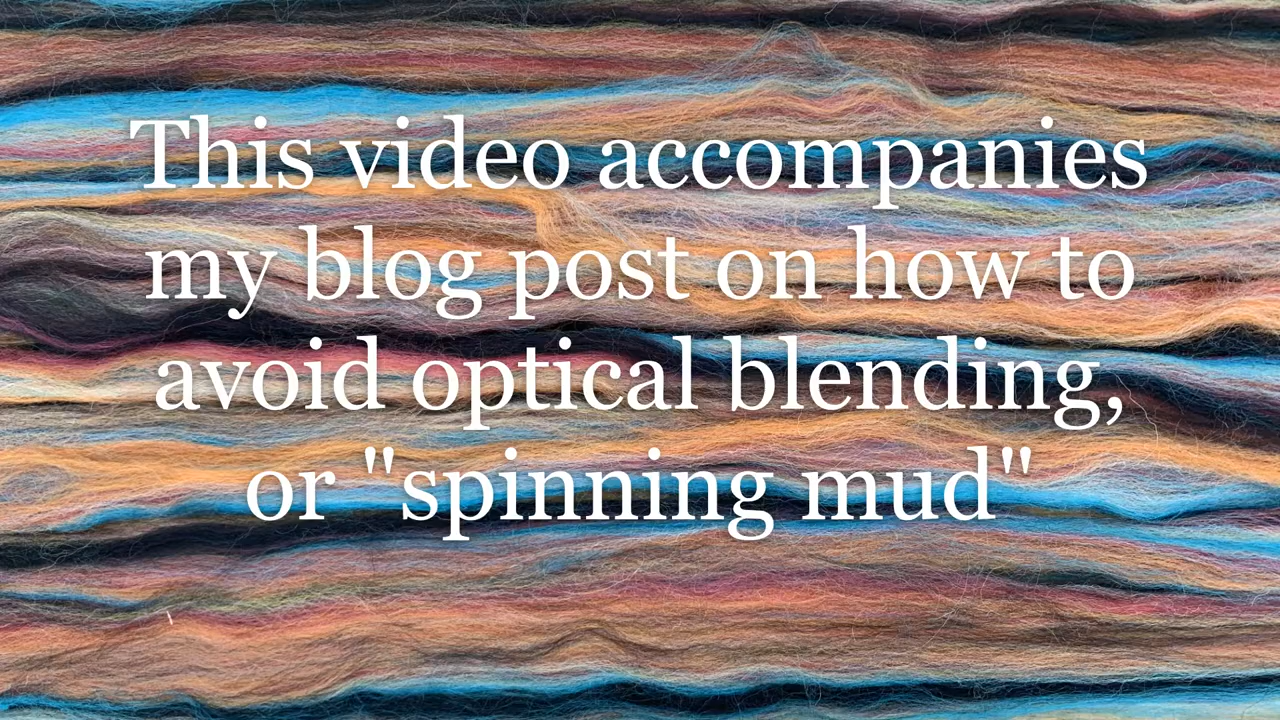 This video accompanies
my blog post on how to
avoid optical blending,
or "spinning mud"